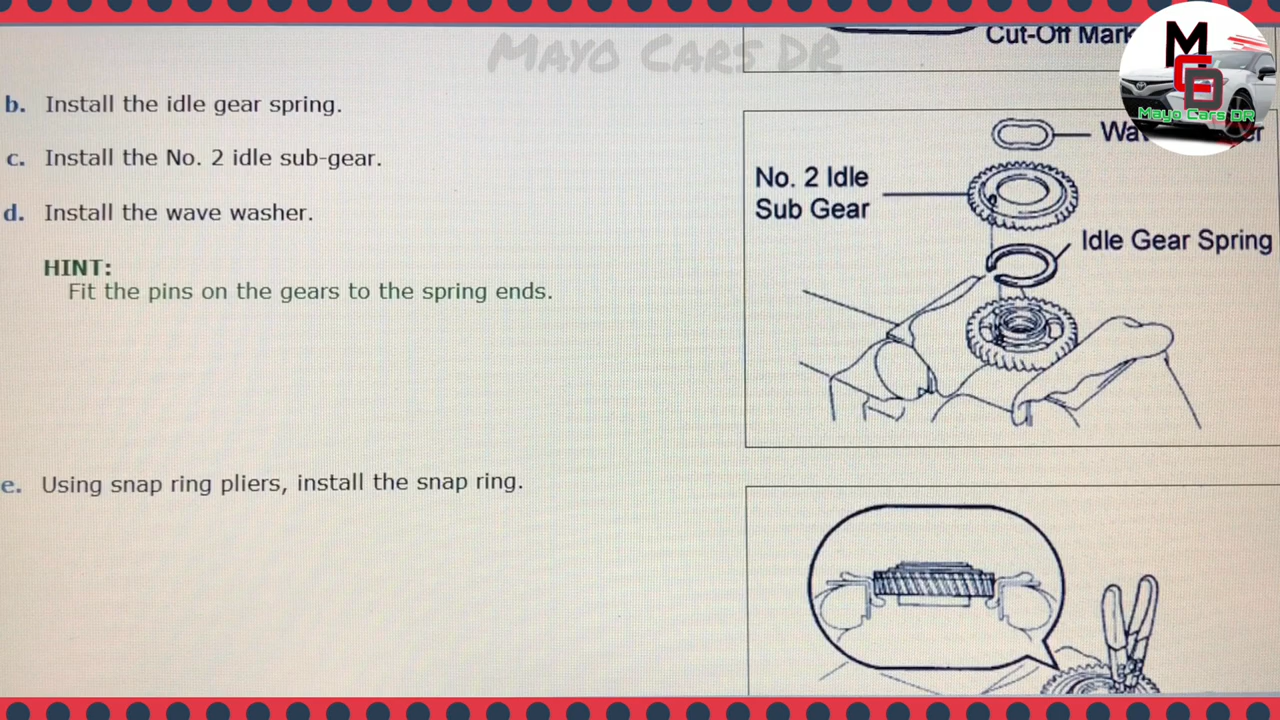 Mayo Cars DR
Cut-Off Mark
MCD
Mayo Cars DR
b. Install the idle gear spring.
c. Install the No. 2 idle sub-gear.
d. Install the wave washer.
HINT:
Fit the pins on the gears to the spring ends.
No. 2 Idle
Sub Gear
Idle Gear Spring
e. Using snap ring pliers, install the snap ring.